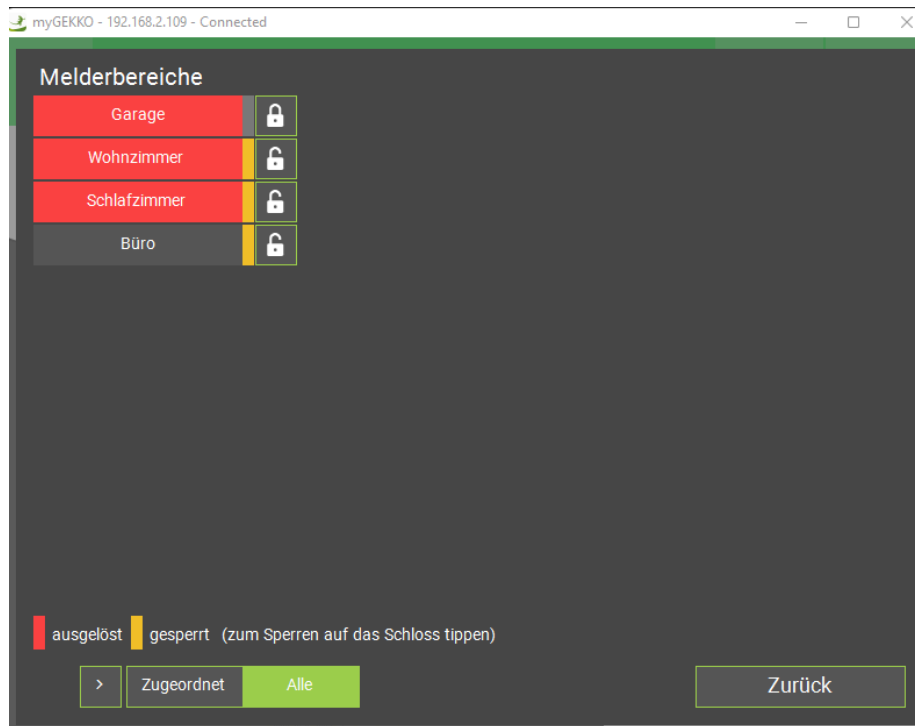 myGEKKO - 192.168.2.109 - Connected
Melderbereiche
Garage
Wohnzimmer
Schlafzimmer
Büro
ausgelöst gesperrt (zum Sperren auf das Schloss tippen)
> Zugeordnet Alle Zurück